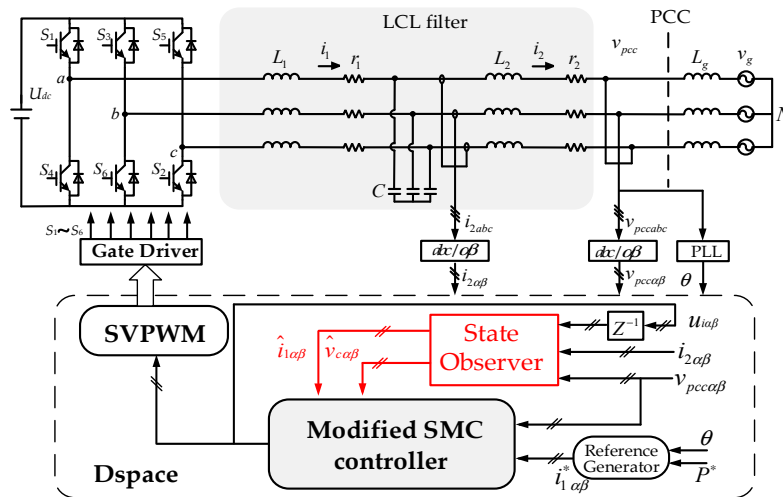 LCL filter
PCC
S1
S3
S5
L1
i1
r1
L2
i2
r2
vpcc
Lg
vg
Udc
a
b
c
N
S4
S6
S2
C
S1~S6
i2abc
vpccabc
Gate Driver
abc/αβ
abc/αβ
PLL
i2αβ
vpccαβ
θ
SVPWM
î1αβ
v̂cαβ
State
Observer
Z⁻¹
uiαβ
i2αβ
vpccαβ
Modified SMC
controller
Reference
Generator
θ
P*
i*1αβ
Dspace